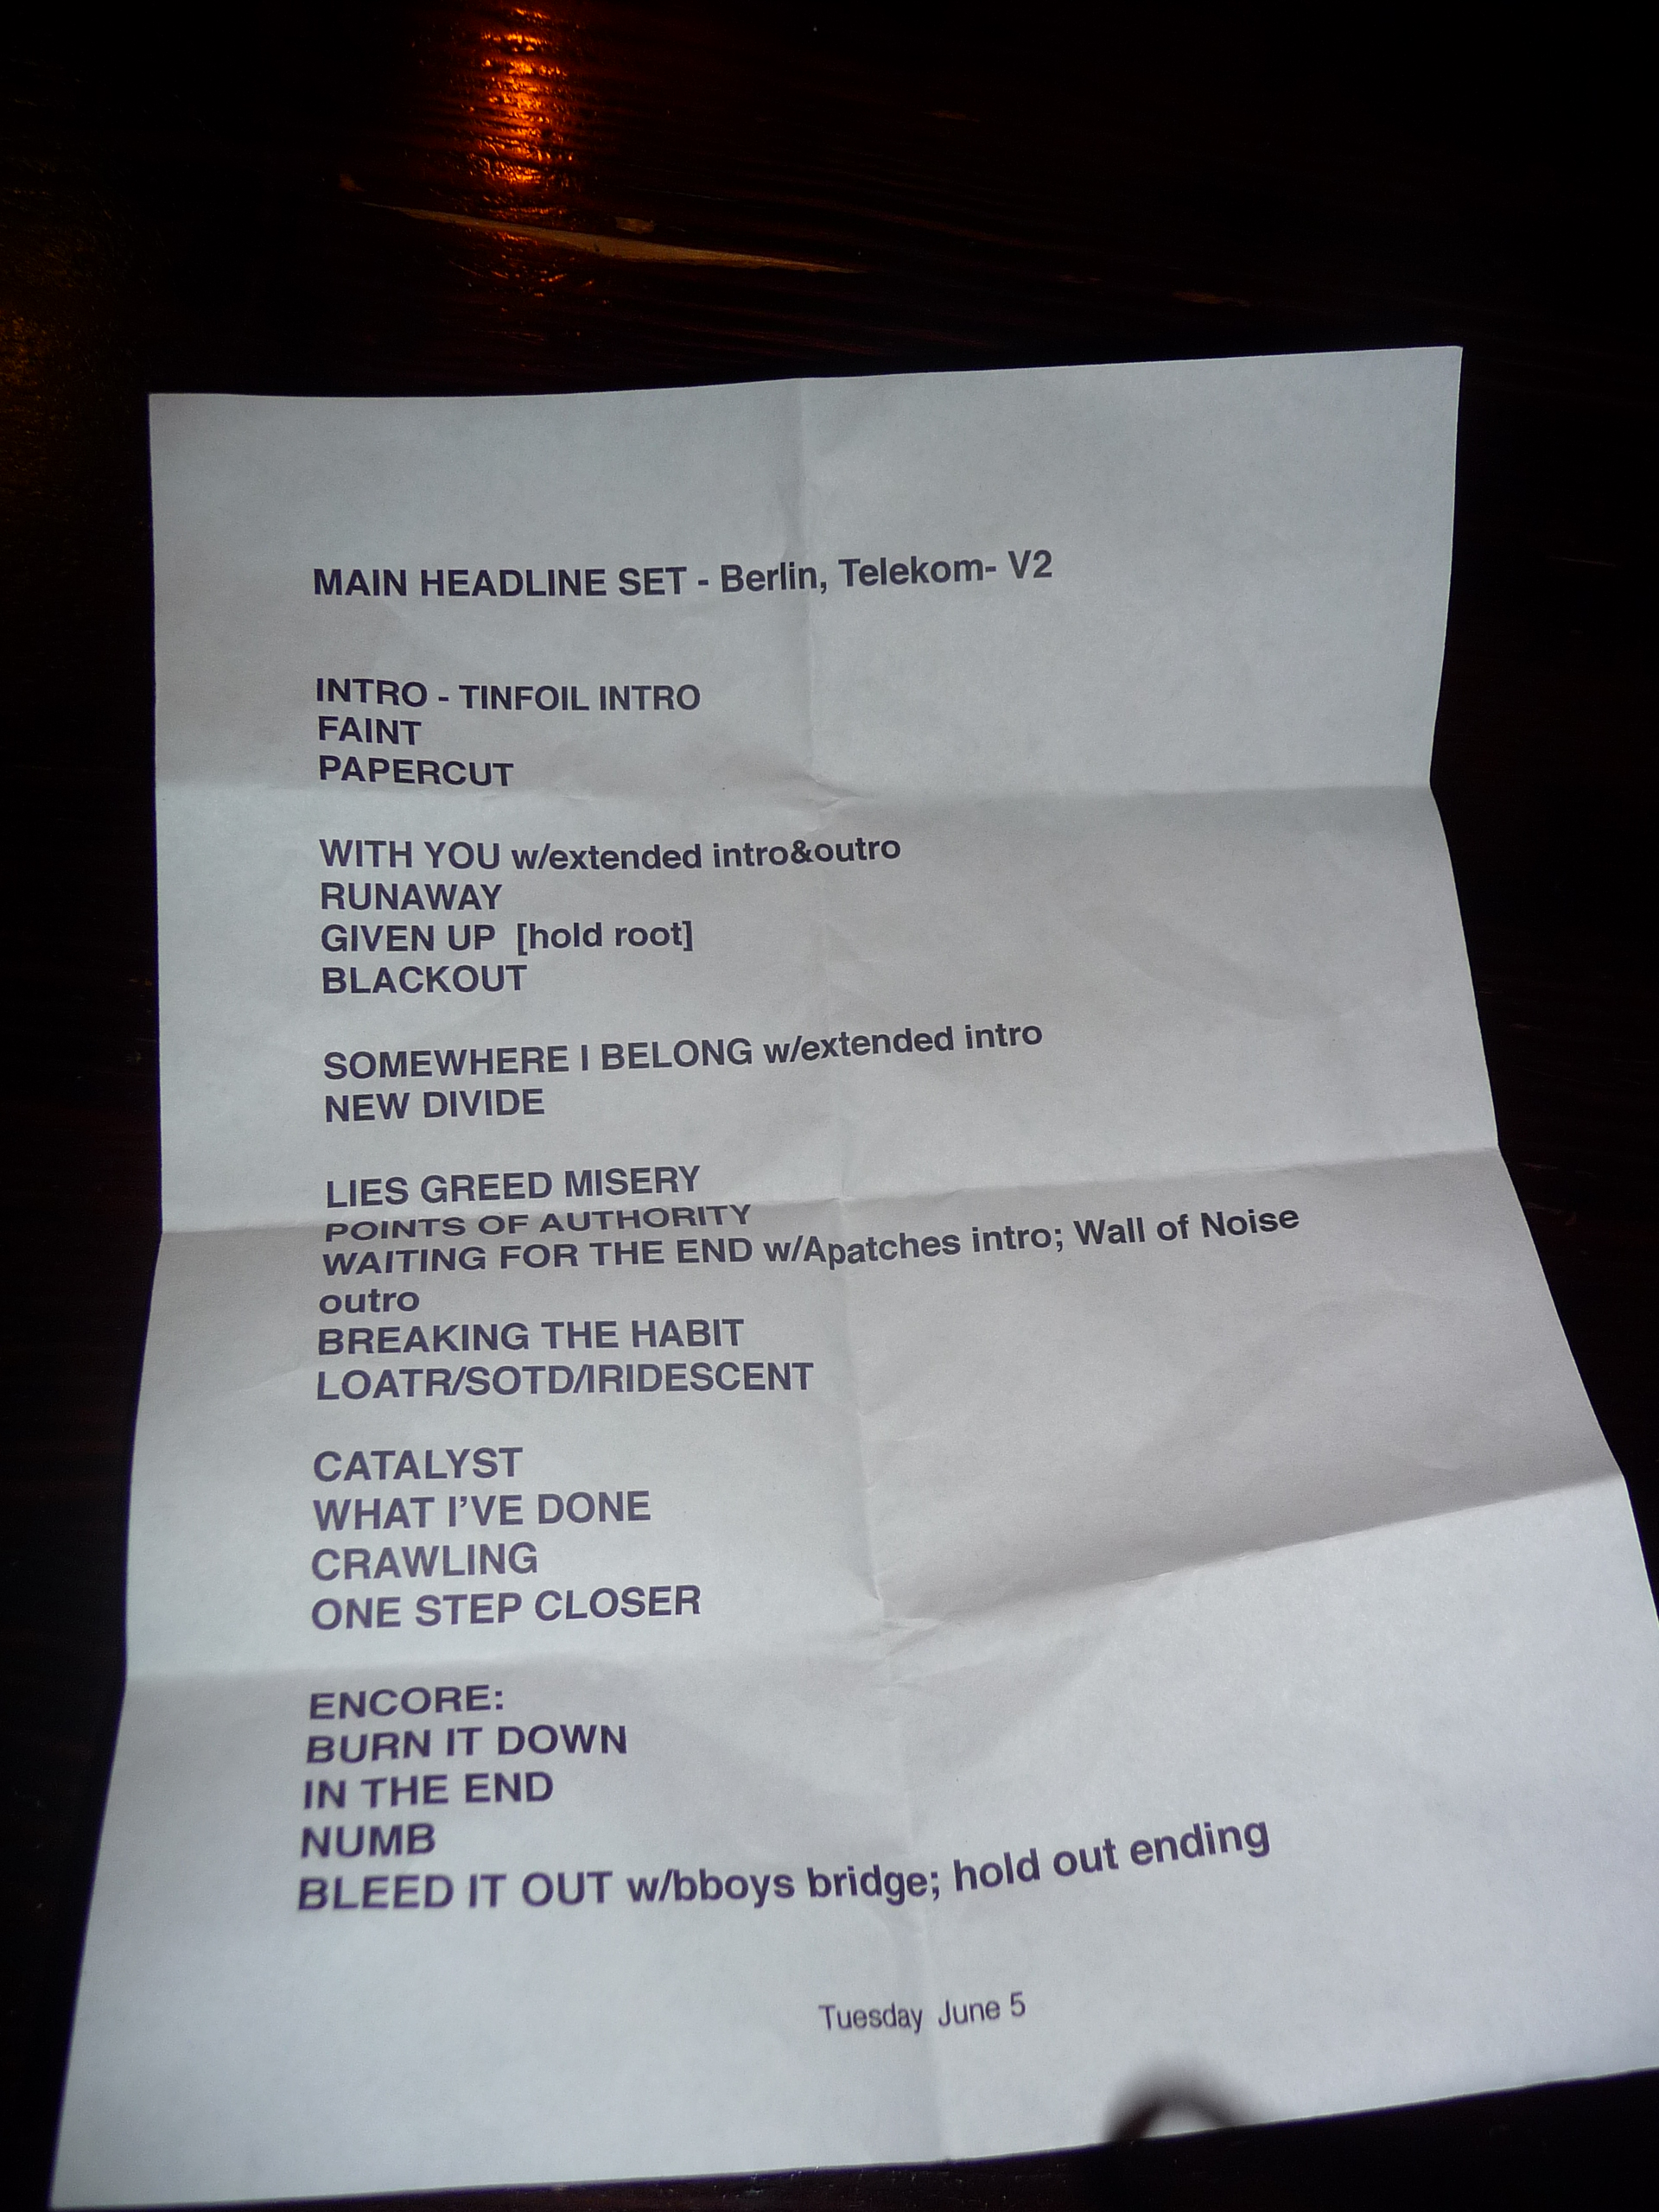 MAIN HEADLINE SET - Berlin, Telekom- V2
INTRO - TINFOIL INTRO
FAINT
PAPERCUT
WITH YOU w/extended intro&outro
RUNAWAY
GIVEN UP [hold root]
BLACKOUT
SOMEWHERE I BELONG w/extended intro
NEW DIVIDE
LIES GREED MISERY
POINTS OF AUTHORITY
WAITING FOR THE END w/Apatches intro; Wall of Noise
outro
BREAKING THE HABIT
LOATR/SOTD/IRIDESCENT
CATALYST
WHAT I'VE DONE
CRAWLING
ONE STEP CLOSER
ENCORE:
BURN IT DOWN
IN THE END
NUMB
BLEED IT OUT w/bboys bridge; hold out ending
Tuesday June 5